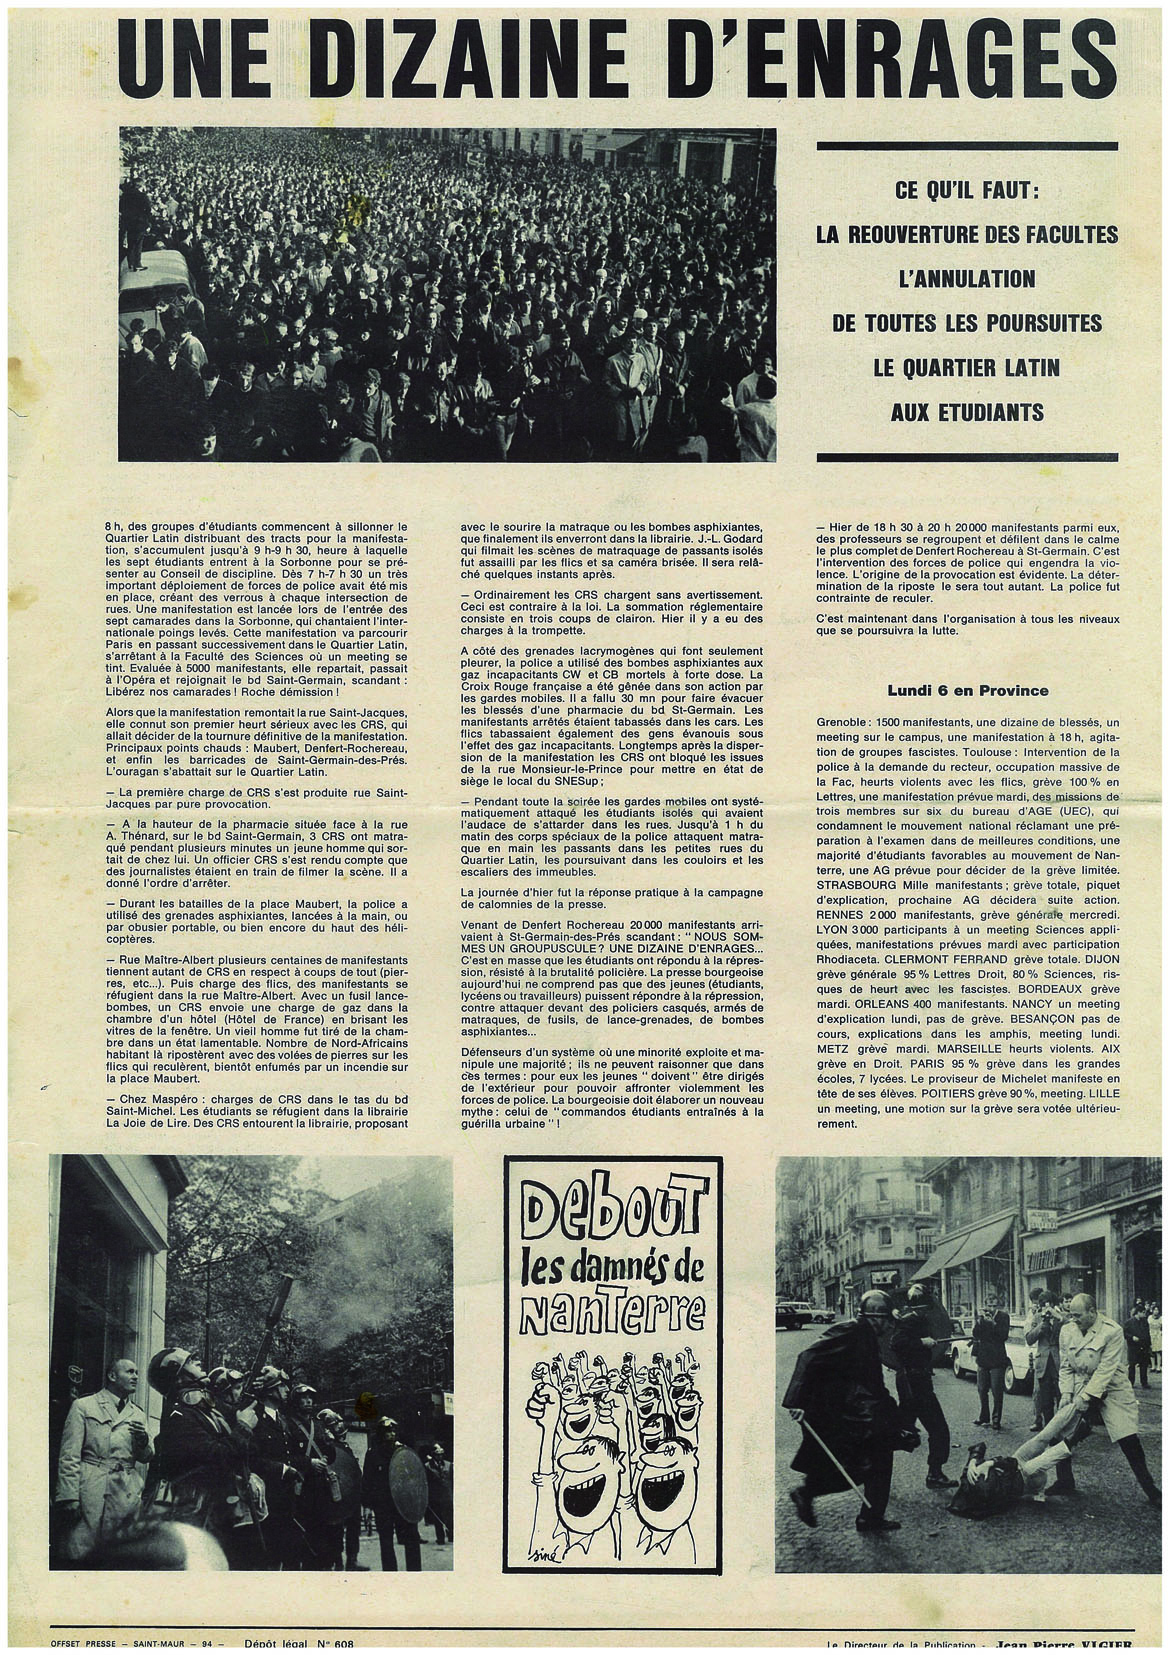 UNE DIZAINE D'ENRAGES
CE QU'IL FAUT:
LA REOUVERTURE DES FACULTES
L'ANNULATION
DE TOUTES LES POURSUITES
LE QUARTIER LATIN
AUX ETUDIANTS
8 h, des groupes d'étudiants commencent à sillonner le
Quartier Latin distribuant des tracts pour la manifesta-
tion, s'accumulent jusqu'à 9 h-9 h 30, heure à laquelle
les sept étudiants entrent à la Sorbonne pour se pré-
senter au Conseil de discipline. Dès 7 h-7 h 30 un très
important déploiement de forces de police avait été mis
en place, créant des verrous à chaque intersection de
rues. Une manifestation est lancée lors de l'entrée des
sept camarades dans la Sorbonne, qui chantaient l'inter-
nationale poings levés. Cette manifestation va parcourir
Paris en passant successivement dans le Quartier Latin,
s'arrêtant à la Faculté des Sciences où un meeting se
tint. Evaluée à 5000 manifestants, elle repartait, passait
à l'Opéra et rejoignait le bd Saint-Germain, scandant :
Libérez nos camarades ! Roche démission !
Alors que la manifestation remontait la rue Saint-Jacques,
elle connut son premier heurt sérieux avec les CRS, qui
allait décider de la tournure définitive de la manifestation.
Principaux points chauds : Maubert, Denfert-Rochereau,
et enfin les barricades de Saint-Germain-des-Prés.
L'ouragan s'abattait sur le Quartier Latin.
— La première charge de CRS s'est produite rue Saint-
Jacques par pure provocation.
— A la hauteur de la pharmacie située face à la rue
A. Thénard, sur le bd Saint-Germain, 3 CRS ont matra-
qué pendant plusieurs minutes un jeune homme qui sor-
tait de chez lui. Un officier CRS s'est rendu compte que
des journalistes étaient en train de filmer la scène. Il a
donné l'ordre d'arrêter.
— Durant les batailles de la place Maubert, la police a
utilisé des grenades asphixiantes, lancées à la main, ou
par obusier portable, ou bien encore du haut des héli-
coptères.
— Rue Maître-Albert plusieurs centaines de manifestants
tiennent autant de CRS en respect à coups de tout (pier-
res, etc...). Puis charge des flics, des manifestants se
réfugient dans la rue Maître-Albert. Avec un fusil lance-
bombes, un CRS envoie une charge de gaz dans la
chambre d'un hôtel (Hôtel de France) en brisant les
vitres de la fenêtre. Un vieil homme fut tiré de la cham-
bre dans un état lamentable. Nombre de Nord-Africains
habitant là ripostèrent avec des volées de pierres sur les
flics qui reculèrent, bientôt enfumés par un incendie sur
la place Maubert.
— Chez Maspéro : charges de CRS dans le tas du bd
Saint-Michel. Les étudiants se réfugient dans la librairie
La Joie de Lire. Des CRS entourent la librairie, proposant
avec le sourire la matraque ou les bombes asphixiantes,
que finalement ils enverront dans la librairie. J.-L. Godard
qui filmait les scènes de matraquage de passants isolés
fut assailli par les flics et sa caméra brisée. Il sera relâ-
ché quelques instants après.
— Ordinairement les CRS chargent sans avertissement.
Ceci est contraire à la loi. La sommation réglementaire
consiste en trois coups de clairon. Hier il y a eu des
charges à la trompette.
A côté des grenades lacrymogènes qui font seulement
pleurer, la police a utilisé des bombes asphixiantes aux
gaz incapacitants CW et CB mortels à forte dose. La
Croix Rouge française a été gênée dans son action par
les gardes mobiles. Il a fallu 30 mn pour faire évacuer
les blessés d'une pharmacie du bd St-Germain. Les
manifestants arrêtés étaient tabassés dans les cars. Les
flics tabassaient également des gens évanouis sous
l'effet des gaz incapacitants. Longtemps après la disper-
sion de la manifestation les CRS ont bloqué les issues
de la rue Monsieur-le-Prince pour mettre en état de
siège le local du SNESup ;
— Pendant toute la soirée les gardes mobiles ont systé-
matiquement attaqué les étudiants isolés qui avaient
l'audace de s'attarder dans les rues. Jusqu'à 1 h du
matin des corps spéciaux de la police attaquent matra-
que en main les passants dans les petites rues du
Quartier Latin, les poursuivant dans les couloirs et les
escaliers des immeubles.
La journée d'hier fut la réponse pratique à la campagne
de calomnies de la presse.
Venant de Denfert Rochereau 20 000 manifestants arri-
vaient à St-Germain-des-Prés scandant : " NOUS SOM-
MES UN GROUPUSCULE ? UNE DIZAINE D'ENRAGES...
C'est en masse que les étudiants ont répondu à la répres-
sion, résisté à la brutalité policière. La presse bourgeoise
aujourd'hui ne comprend pas que des jeunes (étudiants,
lycéens ou travailleurs) puissent répondre à la répression,
contre attaquer devant des policiers casqués, armés de
matraques, de fusils, de lance-grenades, de bombes
asphixiantes...
Défenseurs d'un système où une minorité exploite et ma-
nipule une majorité ; ils ne peuvent raisonner que dans
ces termes : pour eux les jeunes " doivent " être dirigés
de l'extérieur pour pouvoir affronter violemment les
forces de police. La bourgeoisie doit élaborer un nouveau
mythe : celui de " commandos étudiants entraînés à la
guérilla urbaine " !
— Hier de 18 h 30 à 20 h 20000 manifestants parmi eux,
des professeurs se regroupent et défilent dans le calme
le plus complet de Denfert Rochereau à St-Germain. C'est
l'intervention des forces de police qui engendra la vio-
lence. L'origine de la provocation est évidente. La déter-
mination de la riposte le sera tout autant. La police fut
contrainte de reculer.
C'est maintenant dans l'organisation à tous les niveaux
que se poursuivra la lutte.
Lundi 6 en Province
Grenoble : 1500 manifestants, une dizaine de blessés, un
meeting sur le campus, une manifestation à 18 h, agita-
tion de groupes fascistes. Toulouse : Intervention de la
police à la demande du recteur, occupation massive de
la Fac, heurts violents avec les flics, grève 100 % en
Lettres, une manifestation prévue mardi, des missions de
trois membres sur six du bureau d'AGE (UEC), qui
condamnent le mouvement national réclamant une pré-
paration à l'examen dans de meilleures conditions, une
majorité d'étudiants favorables au mouvement de Nan-
terre, une AG prévue pour décider de la grève limitée.
STRASBOURG Mille manifestants ; grève totale, piquet
d'explication, prochaine AG décidera suite action.
RENNES 2 000 manifestants, grève générale mercredi.
LYON 3 000 participants à un meeting Sciences appli-
quées, manifestations prévues mardi avec participation
Rhodiaceta. CLERMONT FERRAND grève totale. DIJON
grève générale 95 % Lettres Droit, 80 % Sciences, ris-
ques de heurt avec les fascistes. BORDEAUX grève
mardi. ORLEANS 400 manifestants. NANCY un meeting
d'explication lundi, pas de grève. BESANÇON pas de
cours, explications dans les amphis, meeting lundi.
METZ grève mardi. MARSEILLE heurts violents. AIX
grève en Droit. PARIS 95 % grève dans les grandes
écoles, 7 lycées. Le proviseur de Michelet manifeste en
tête de ses élèves. POITIERS grève 90 %, meeting. LILLE
un meeting, une motion sur la grève sera votée ultérieu-
rement.
DEBOUT
les damnés de
NANTerre
siné
OFFSET PRESSE — SAINT-MAUR — 94 — Dépôt légal N° 608
Le Directeur de la Publication - Jean Pierre VIGIER